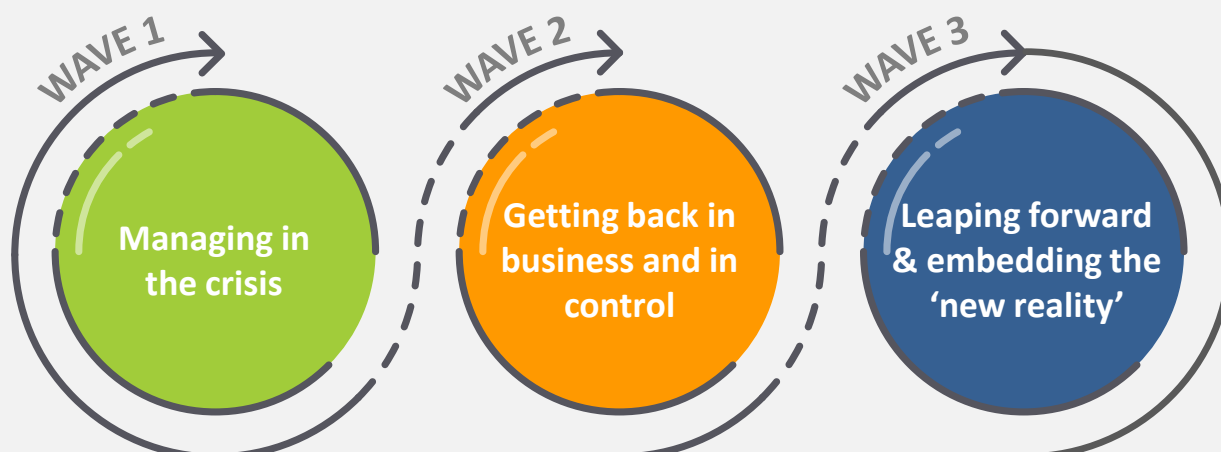 WAVE 1
Managing in
the crisis
WAVE 2
Getting back in
business and in
control
WAVE 3
Leaping forward
& embedding the
‘new reality’